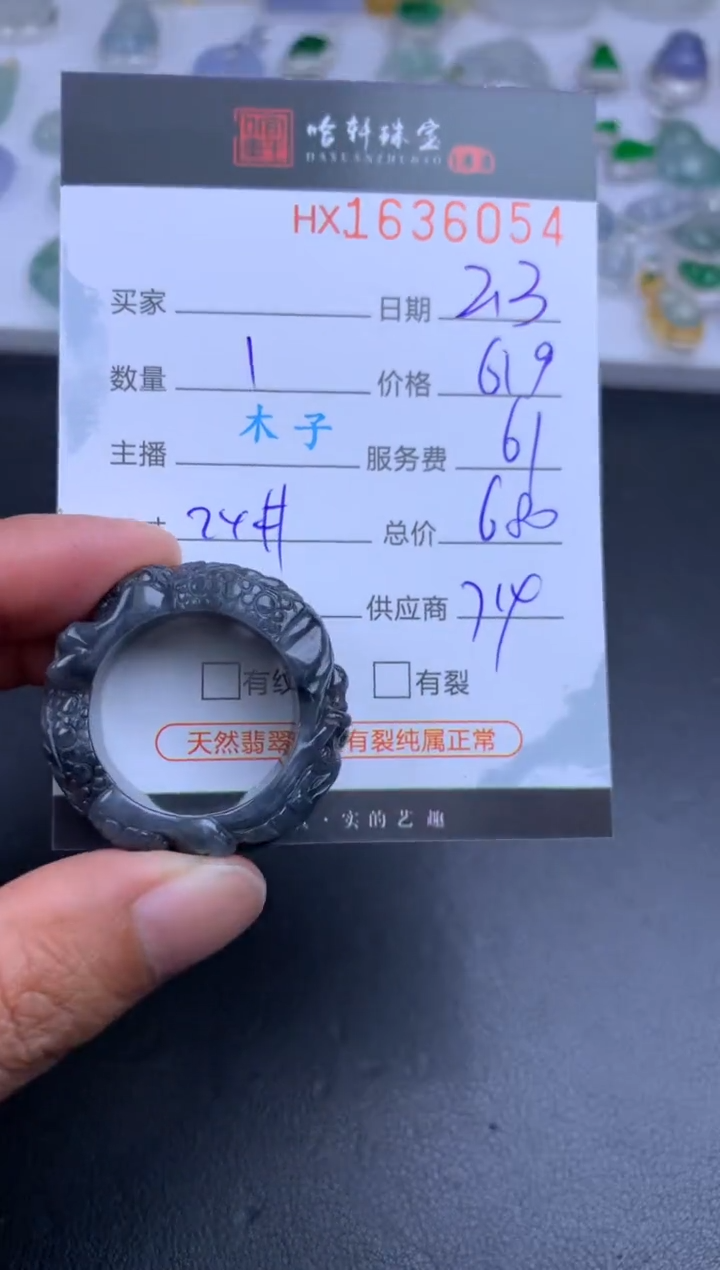 哈轩珠宝
HX1636054
买家 日期 2.3
数量 1 价格 619
主播 木子 服务费 61
24# 总价 680
供应商 714
有纹 有裂
天然翡翠 有裂纯属正常
·实的艺趣